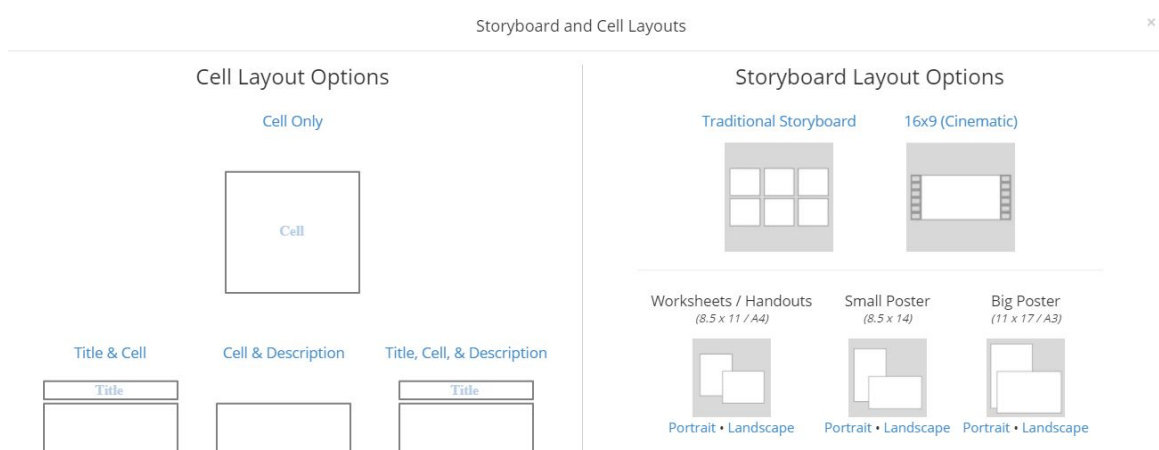 Storyboard and Cell Layouts
×
Cell Layout Options
Cell Only
Cell
Title & Cell
Cell & Description
Title, Cell, & Description
Title
Title
Storyboard Layout Options
Traditional Storyboard
16x9 (Cinematic)
Worksheets / Handouts
(8.5 x 11 / A4)
Small Poster
(8.5 x 14)
Big Poster
(11 x 17 / A3)
Portrait • Landscape
Portrait • Landscape
Portrait • Landscape